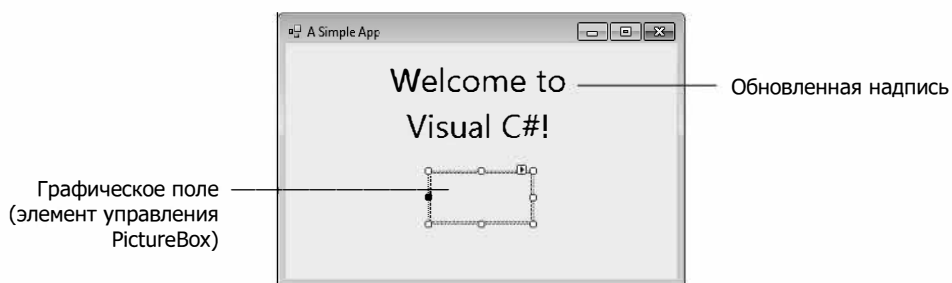 A Simple App
Welcome to
Visual C#!
Обновленная надпись
Графическое поле
(элемент управления
PictureBox)